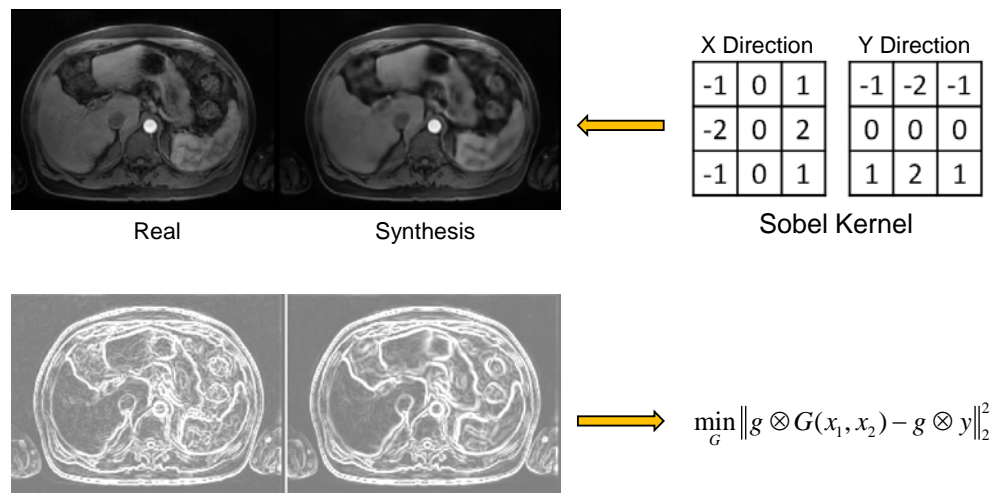 X Direction Y Direction
-1 0 1 -1 -2 -1
-2 0 2 0 0 0
-1 0 1 1 2 1
Sobel Kernel
Real Synthesis
min_G ‖g ⊗ G(x₁, x₂) − g ⊗ y‖₂²